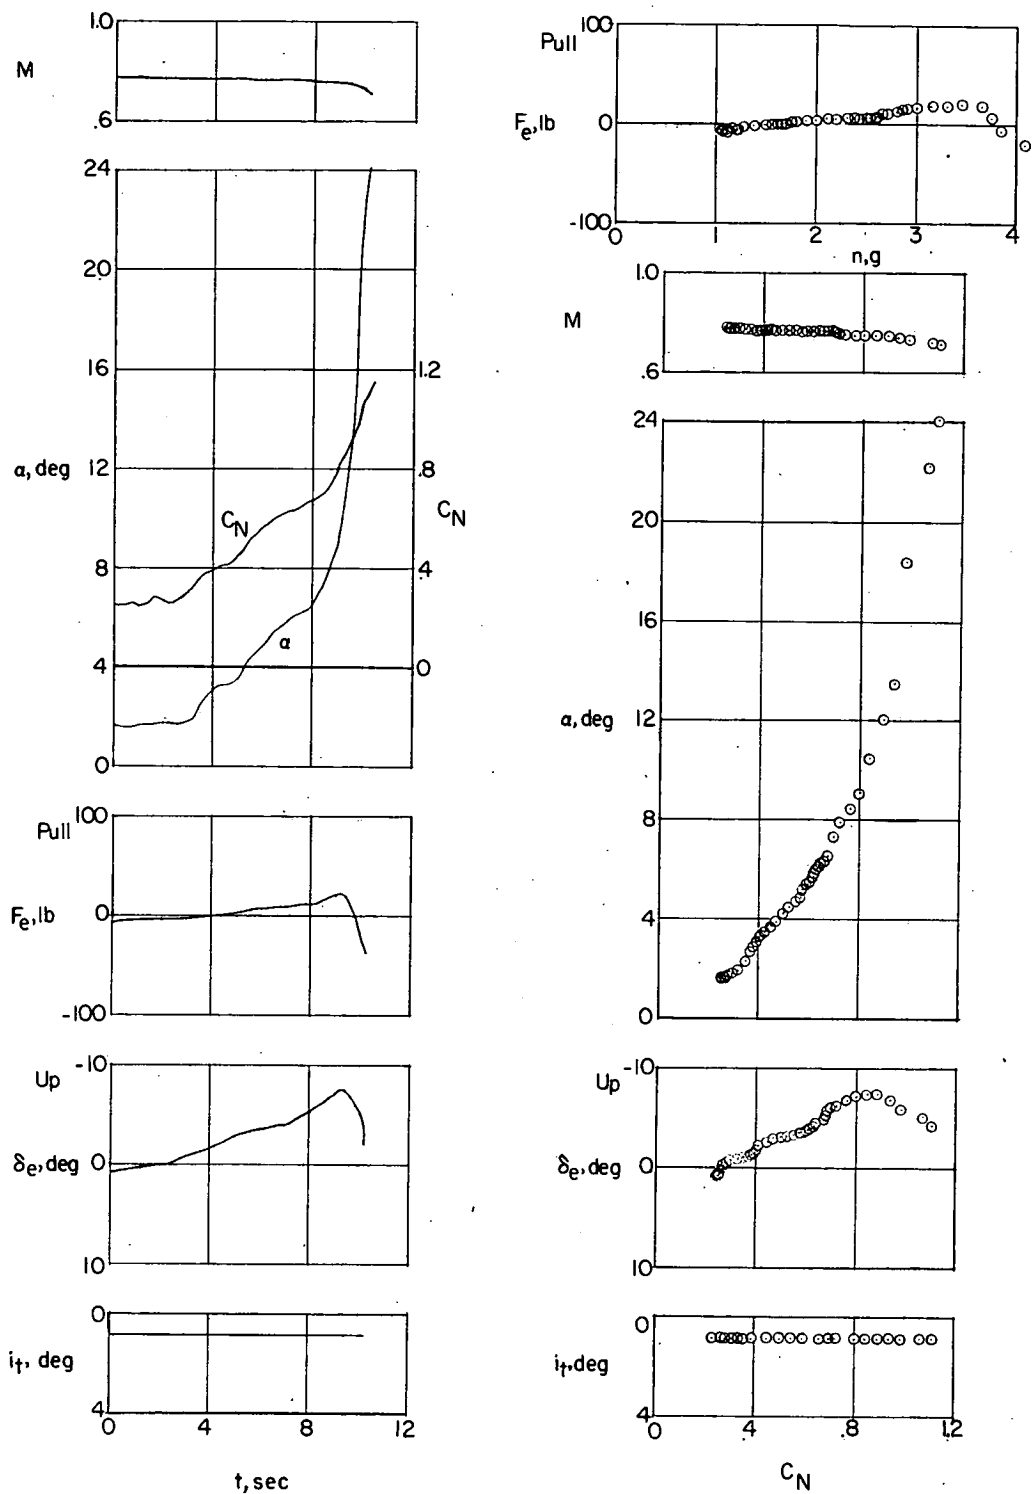 1.0
M
.6
24
20
16
1.2
α, deg
12
.8
C_N
C_N
8
.4
α
4
0
0
Pull
100
F_e, lb
0
-100
-10
Up
δ_e, deg
0
10
0
i_t, deg
4
0
4
8
12
t, sec
Pull
100
F_e, lb
0
-100
0
1
2
3
4
n, g
1.0
M
.6
24
20
16
α, deg
12
8
4
0
Up
-10
δ_e, deg
0
10
0
i_t, deg
4
0
.4
.8
1.2
C_N